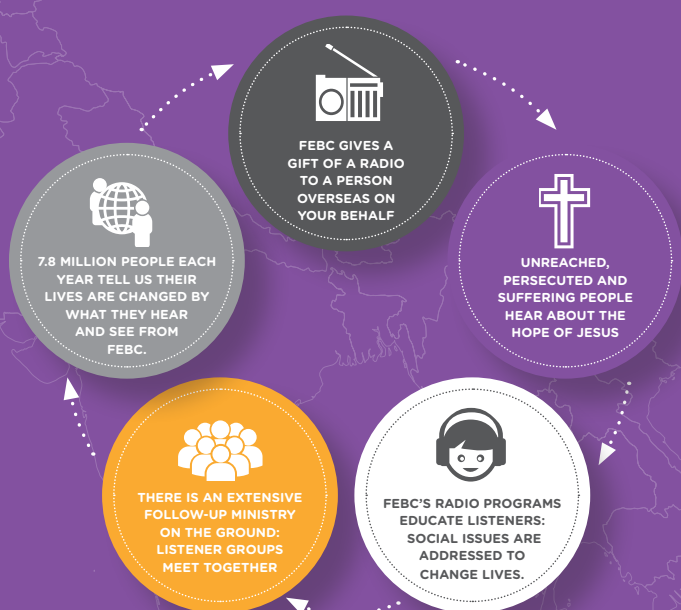 FEBC GIVES A
GIFT OF A RADIO
TO A PERSON
OVERSEAS ON
YOUR BEHALF
UNREACHED,
PERSECUTED AND
SUFFERING PEOPLE
HEAR ABOUT THE
HOPE OF JESUS
FEBC'S RADIO PROGRAMS
EDUCATE LISTENERS:
SOCIAL ISSUES ARE
ADDRESSED TO
CHANGE LIVES.
THERE IS AN EXTENSIVE
FOLLOW-UP MINISTRY
ON THE GROUND:
LISTENER GROUPS
MEET TOGETHER
7.8 MILLION PEOPLE EACH
YEAR TELL US THEIR
LIVES ARE CHANGED BY
WHAT THEY HEAR
AND SEE FROM
FEBC.